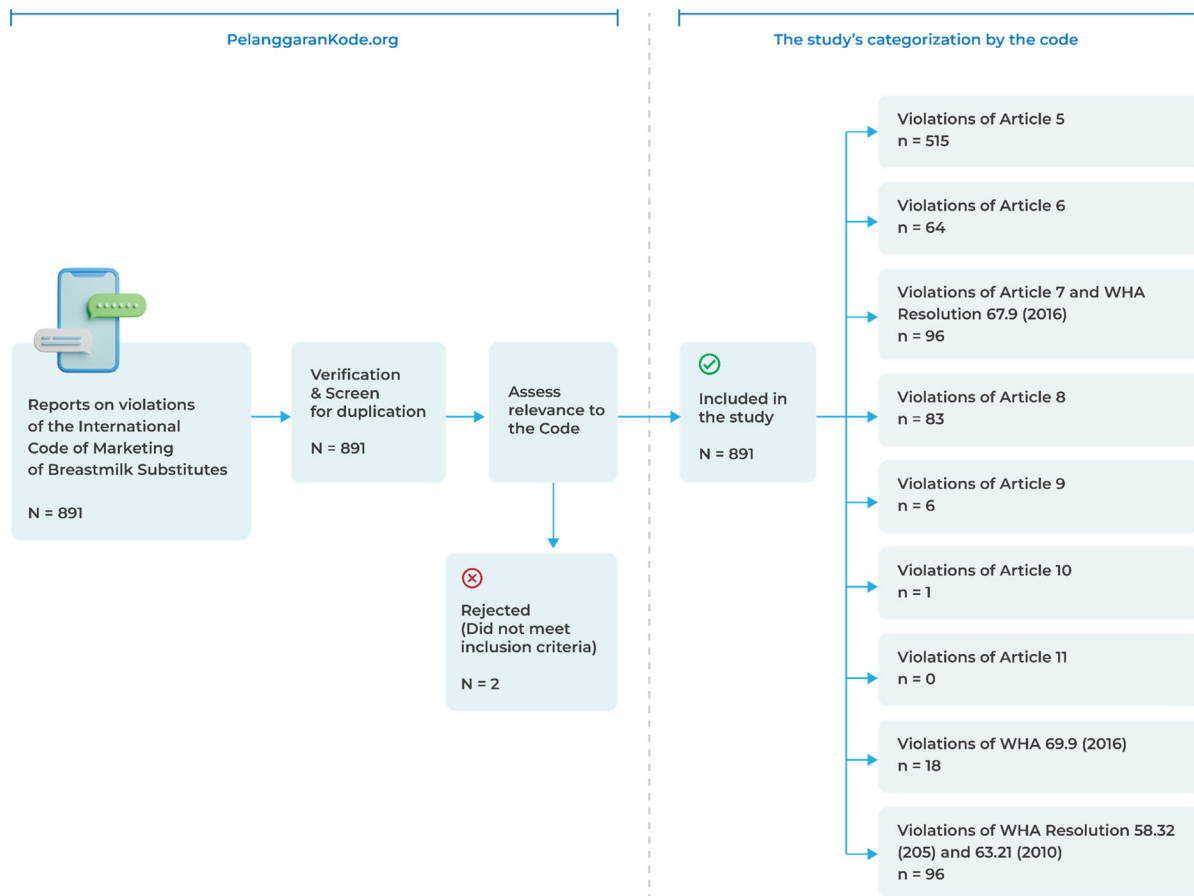 PelanggaranKode.org
The study's categorization by the code
Reports on violations
of the International
Code of Marketing
of Breastmilk Substitutes
N = 891
Verification
& Screen
for duplication
N = 891
Assess
relevance to
the Code
Rejected
(Did not meet
inclusion criteria)
N = 2
Included in
the study
N = 891
Violations of Article 5
n = 515
Violations of Article 6
n = 64
Violations of Article 7 and WHA
Resolution 67.9 (2016)
n = 96
Violations of Article 8
n = 83
Violations of Article 9
n = 6
Violations of Article 10
n = 1
Violations of Article 11
n = 0
Violations of WHA 69.9 (2016)
n = 18
Violations of WHA Resolution 58.32
(205) and 63.21 (2010)
n = 96